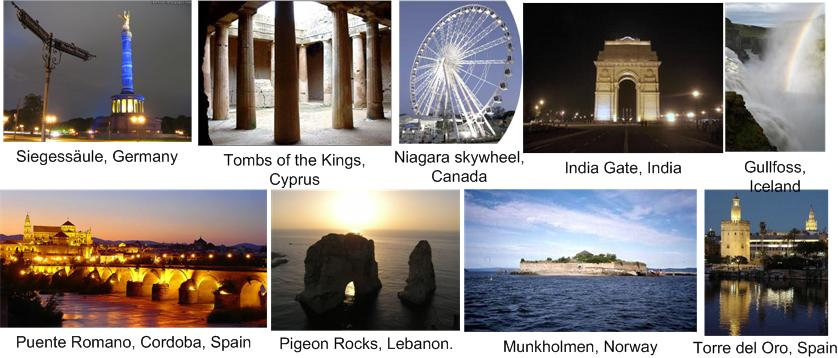 Siegessäule, Germany
Tombs of the Kings,
Cyprus
Niagara skywheel,
Canada
India Gate, India
Gullfoss,
Iceland
Puente Romano, Cordoba, Spain
Pigeon Rocks, Lebanon.
Munkholmen, Norway
Torre del Oro, Spain